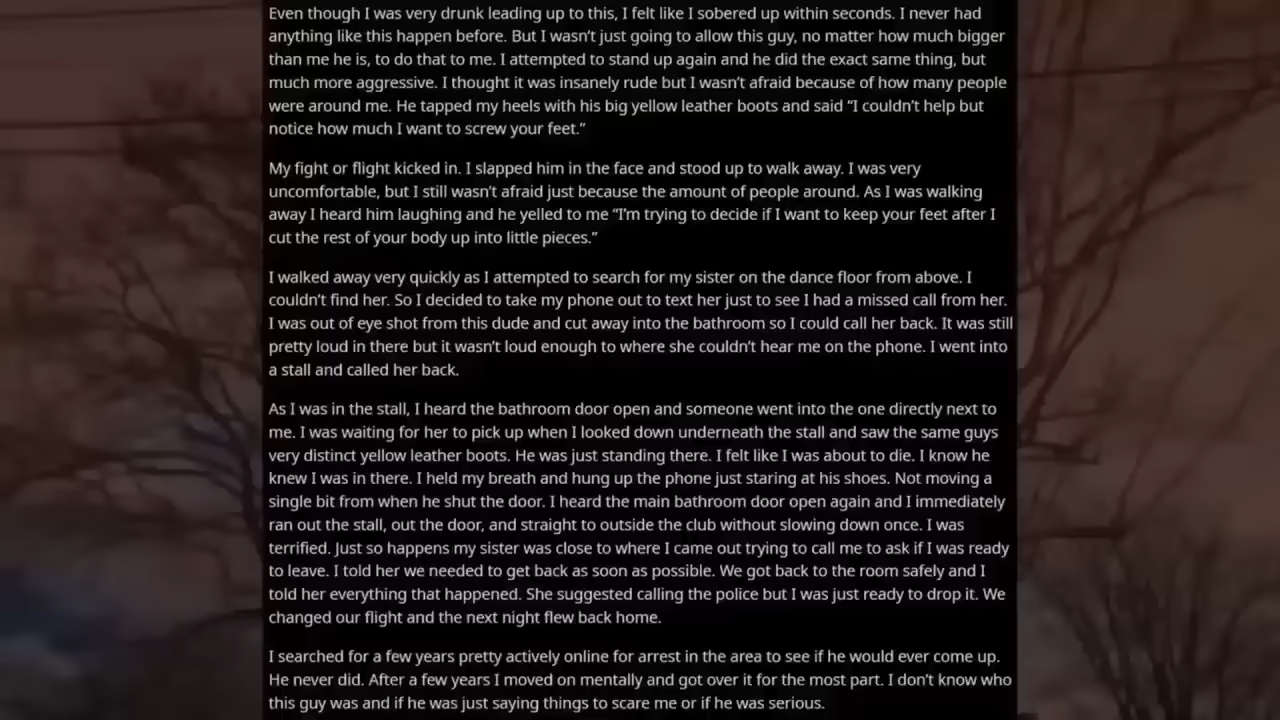 Even though I was very drunk leading up to this, I felt like I sobered up within seconds. I never had
anything like this happen before. But I wasn’t just going to allow this guy, no matter how much bigger
than me he is, to do that to me. I attempted to stand up again and he did the exact same thing, but
much more aggressive. I thought it was insanely rude but I wasn’t afraid because of how many people
were around me. He tapped my heels with his big yellow leather boots and said “I couldn’t help but
notice how much I want to screw your feet.”
My fight or flight kicked in. I slapped him in the face and stood up to walk away. I was very
uncomfortable, but I still wasn’t afraid just because the amount of people around. As I was walking
away I heard him laughing and he yelled to me “I’m trying to decide if I want to keep your feet after I
cut the rest of your body up into little pieces.”
I walked away very quickly as I attempted to search for my sister on the dance floor from above. I
couldn’t find her. So I decided to take my phone out to text her just to see I had a missed call from her.
I was out of eye shot from this dude and cut away into the bathroom so I could call her back. It was still
pretty loud in there but it wasn’t loud enough to where she couldn’t hear me on the phone. I went into
a stall and called her back.
As I was in the stall, I heard the bathroom door open and someone went into the one directly next to
me. I was waiting for her to pick up when I looked down underneath the stall and saw the same guys
very distinct yellow leather boots. He was just standing there. I felt like I was about to die. I know he
knew I was in there. I held my breath and hung up the phone just staring at his shoes. Not moving a
single bit from when he shut the door. I heard the main bathroom door open again and I immediately
ran out the stall, out the door, and straight to outside the club without slowing down once. I was
terrified. Just so happens my sister was close to where I came out trying to call me to ask if I was ready
to leave. I told her we needed to get back as soon as possible. We got back to the room safely and I
told her everything that happened. She suggested calling the police but I was just ready to drop it. We
changed our flight and the next night flew back home.
I searched for a few years pretty actively online for arrest in the area to see if he would ever come up.
He never did. After a few years I moved on mentally and got over it for the most part. I don’t know who
this guy was and if he was just saying things to scare me or if he was serious.